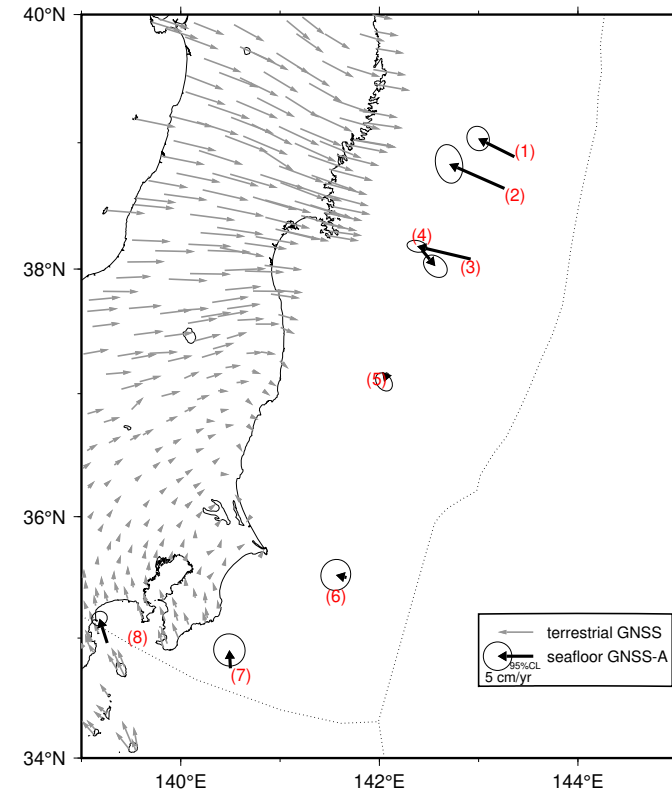 40°N
(1)
(2)
(4)
38°N
(3)
(5)
36°N
(6)
terrestrial GNSS
(8)
seafloor GNSS-A
95%CL
(7)
5 cm/yr
34°N
140°E 142°E 144°E